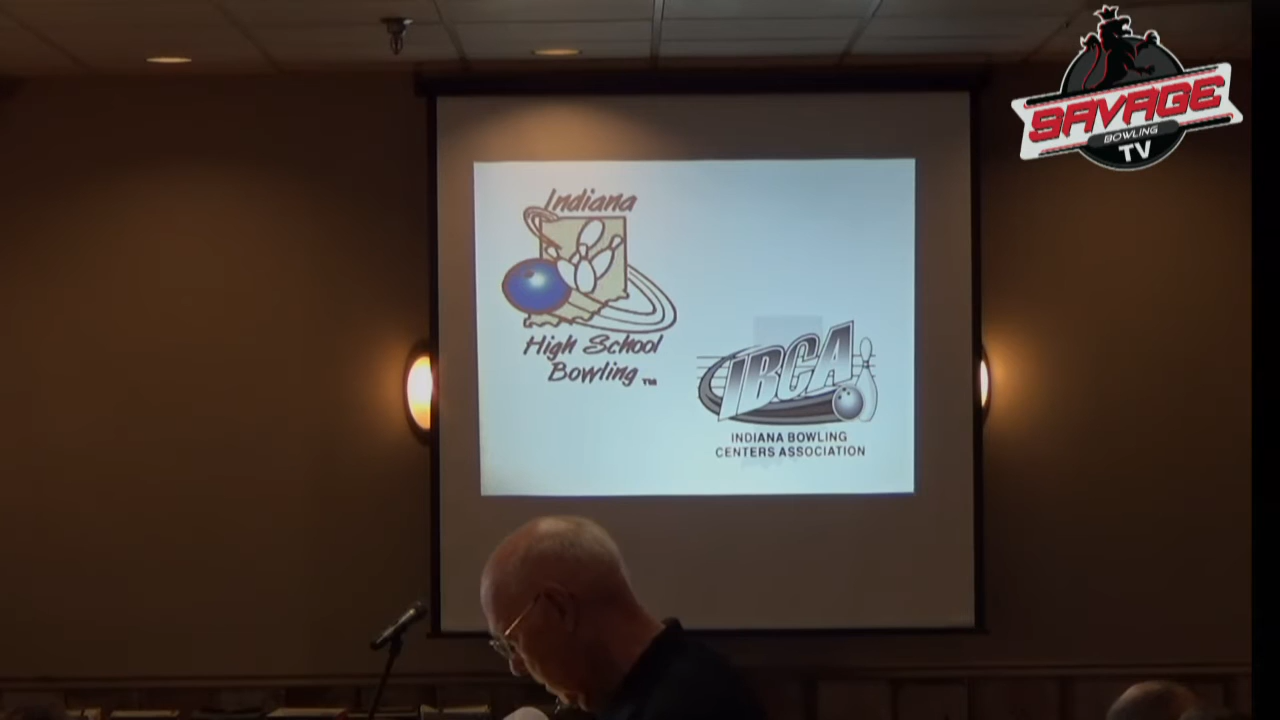 SAVAGE
BOWLING
TV
Indiana
High School
Bowling TM
IBCA
INDIANA BOWLING
CENTERS ASSOCIATION